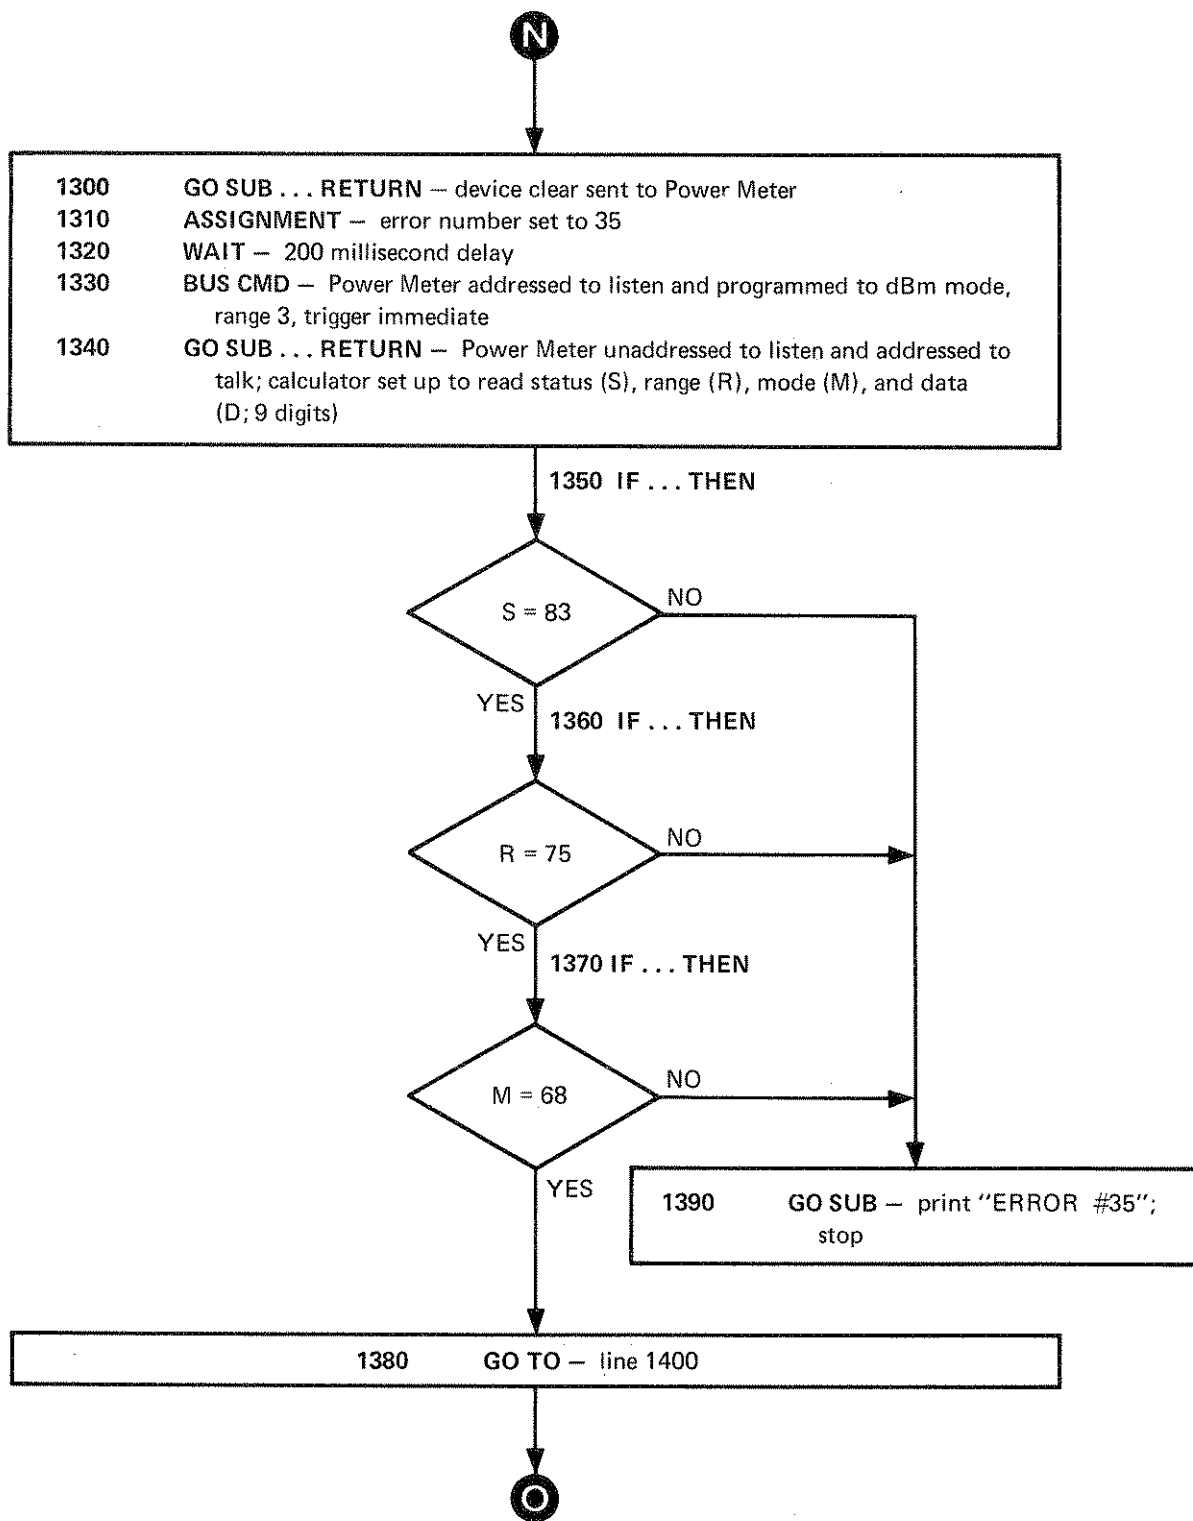 N
1300 GO SUB . . . RETURN — device clear sent to Power Meter
1310 ASSIGNMENT — error number set to 35
1320 WAIT — 200 millisecond delay
1330 BUS CMD — Power Meter addressed to listen and programmed to dBm mode,
range 3, trigger immediate
1340 GO SUB . . . RETURN — Power Meter unaddressed to listen and addressed to
talk; calculator set up to read status (S), range (R), mode (M), and data
(D; 9 digits)
1350 IF . . . THEN
S = 83
NO
YES
1360 IF . . . THEN
R = 75
NO
YES
1370 IF . . . THEN
M = 68
NO
YES
1390 GO SUB — print "ERROR #35";
stop
1380 GO TO — line 1400
O